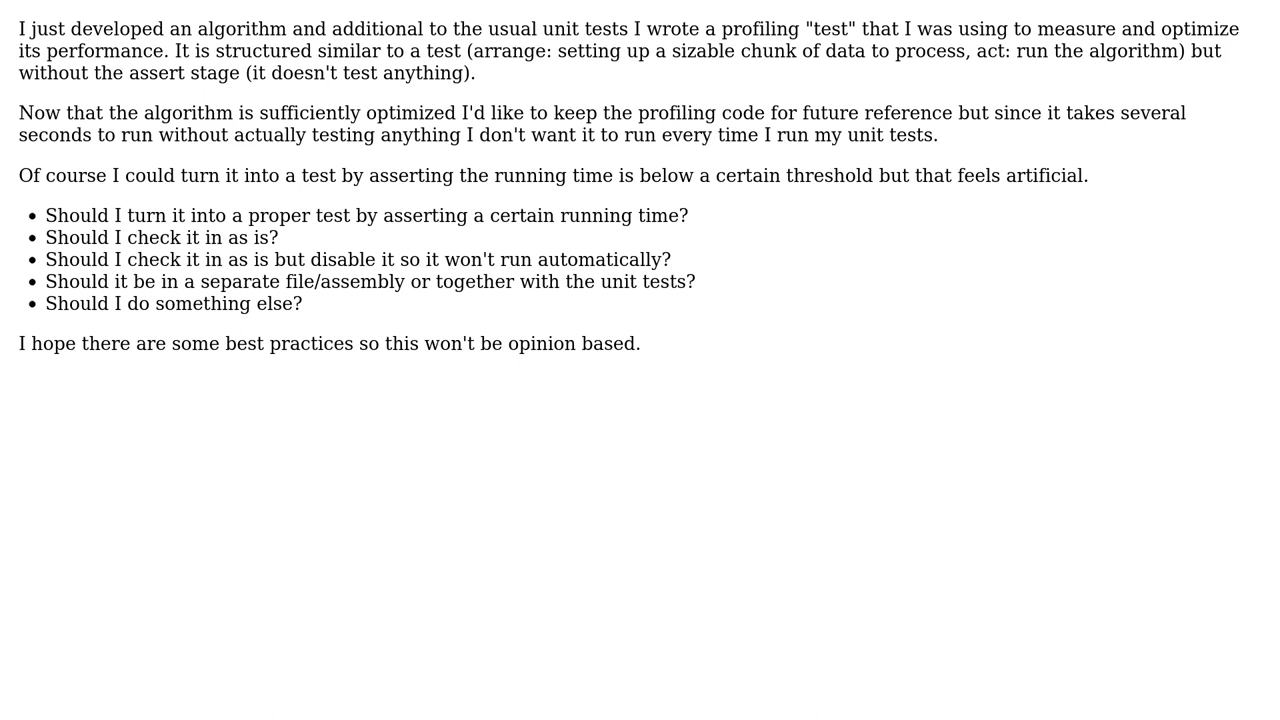 I just developed an algorithm and additional to the usual unit tests I wrote a profiling "test" that I was using to measure and optimize
its performance. It is structured similar to a test (arrange: setting up a sizable chunk of data to process, act: run the algorithm) but
without the assert stage (it doesn't test anything).
Now that the algorithm is sufficiently optimized I'd like to keep the profiling code for future reference but since it takes several
seconds to run without actually testing anything I don't want it to run every time I run my unit tests.
Of course I could turn it into a test by asserting the running time is below a certain threshold but that feels artificial.
• Should I turn it into a proper test by asserting a certain running time?
• Should I check it in as is?
• Should I check it in as is but disable it so it won't run automatically?
• Should it be in a separate file/assembly or together with the unit tests?
• Should I do something else?
I hope there are some best practices so this won't be opinion based.